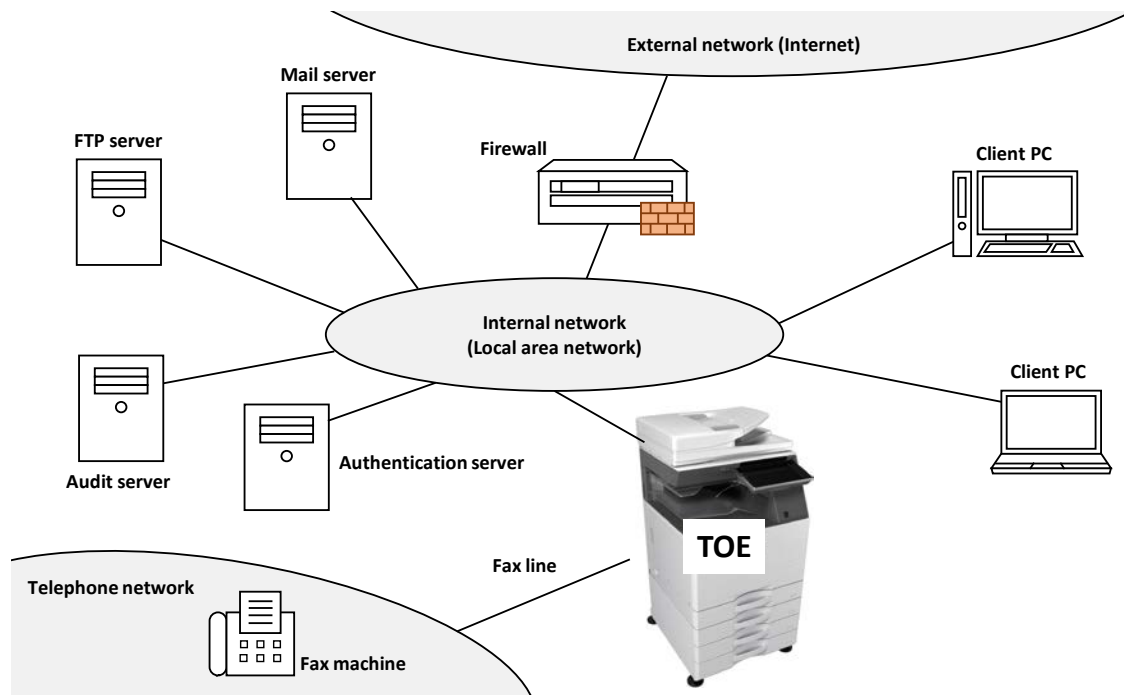 External network (Internet)
Mail server
FTP server
Firewall
Client PC
Internal network
(Local area network)
Client PC
Audit server
Authentication server
TOE
Fax line
Telephone network
Fax machine